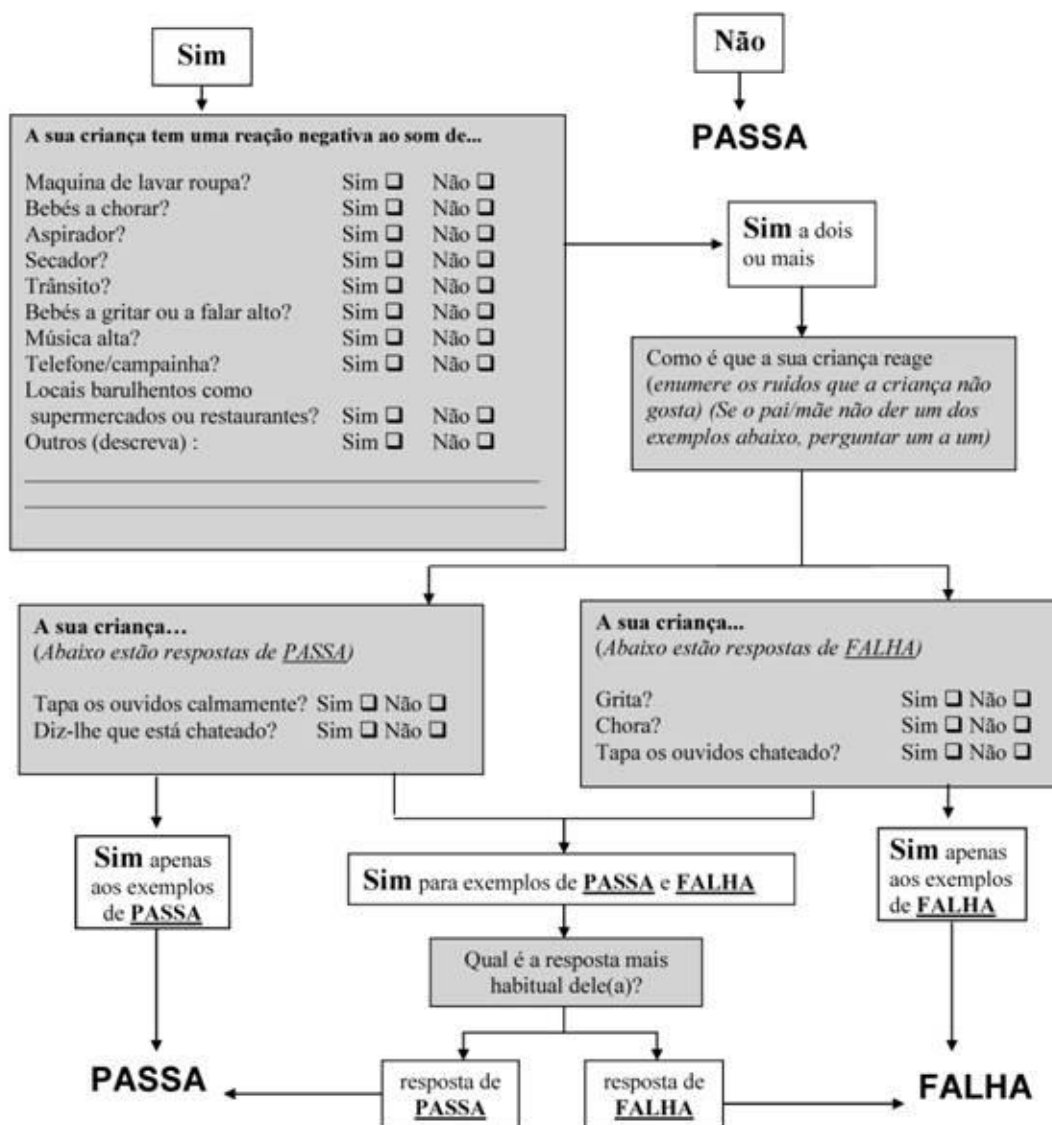 Sim
Não
PASSA
A sua criança tem uma reação negativa ao som de...
Maquina de lavar roupa? Sim ❑ Não ❑
Bebés a chorar? Sim ❑ Não ❑
Aspirador? Sim ❑ Não ❑
Secador? Sim ❑ Não ❑
Trânsito? Sim ❑ Não ❑
Bebés a gritar ou a falar alto? Sim ❑ Não ❑
Música alta? Sim ❑ Não ❑
Telefone/campainha? Sim ❑ Não ❑
Locais barulhentos como
supermercados ou restaurantes? Sim ❑ Não ❑
Outros (descreva) : Sim ❑ Não ❑
Sim a dois
ou mais
Como é que a sua criança reage
(enumere os ruídos que a criança não
gosta) (Se o pai/mãe não der um dos
exemplos abaixo, perguntar um a um)
A sua criança…
(Abaixo estão respostas de PASSA)
Tapa os ouvidos calmamente? Sim ❑ Não ❑
Diz-lhe que está chateado? Sim ❑ Não ❑
A sua criança...
(Abaixo estão respostas de FALHA)
Grita? Sim ❑ Não ❑
Chora? Sim ❑ Não ❑
Tapa os ouvidos chateado? Sim ❑ Não ❑
Sim apenas
aos exemplos
de PASSA
Sim para exemplos de PASSA e FALHA
Sim apenas
aos exemplos
de FALHA
Qual é a resposta mais
habitual dele(a)?
PASSA
resposta de
PASSA
resposta de
FALHA
FALHA